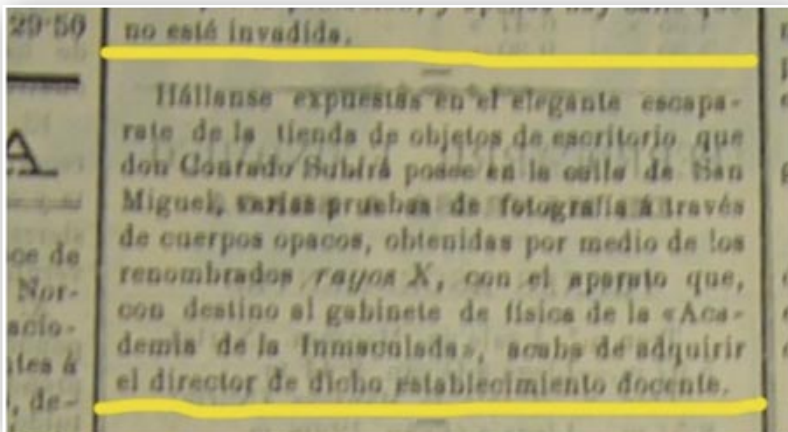 29'50
A
ce de
Nor-
acio-
ites á
, de-
no esté invadida.
Hállanse expuestas en el elegante escapa-
rate de la tienda de objetos de escritorio que
don Conrado Subirá posee en la calle de San
Miguel, varias pruebas de fotografía á través
de cuerpos opacos, obtenidas por medio de los
renombrados rayos X, con el aparato que,
con destino al gabinete de física de la «Aca-
demia de la Inmaculada», acaba de adquirir
el director de dicho establecimiento docente.